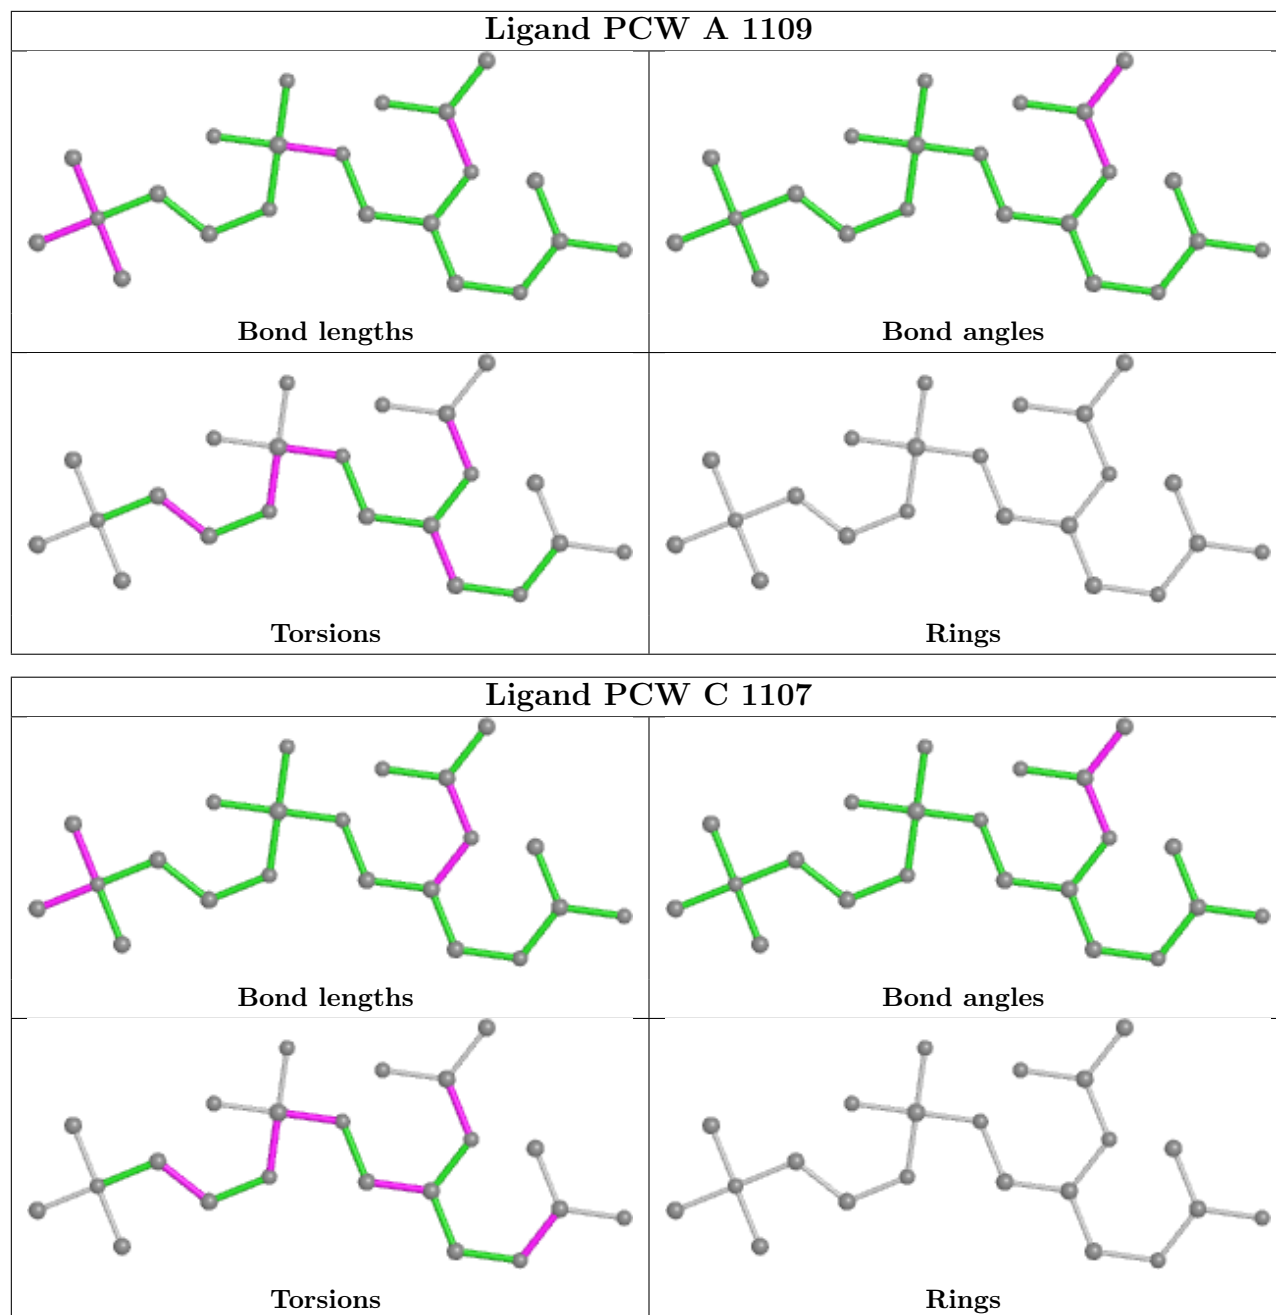 Ligand PCW A 1109
Bond lengths
Bond angles
Torsions
Rings
Ligand PCW C 1107
Bond lengths
Bond angles
Torsions
Rings